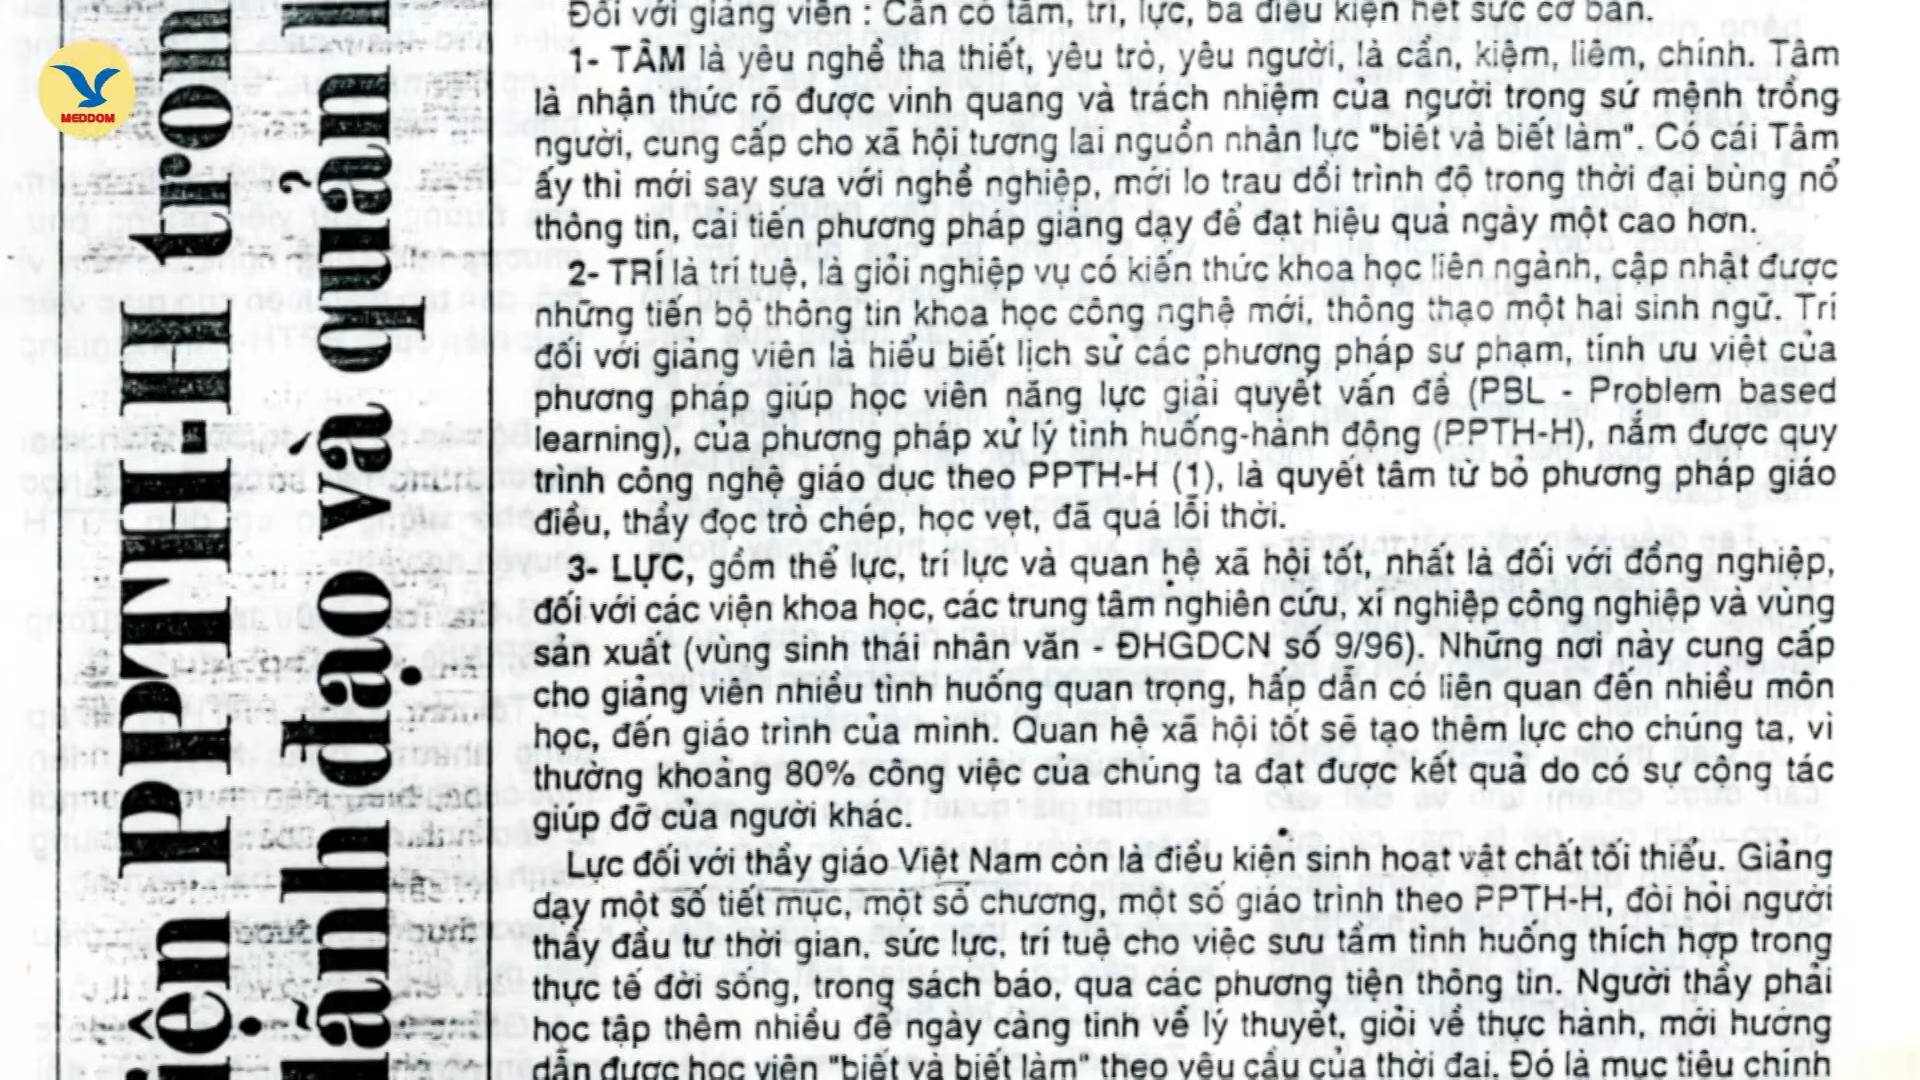 MEDDOM
iện PPTH-H tron
lãnh đạo và quản l
Đối với giảng viên : Cần có tâm, trí, lực, ba điều kiện hết sức cơ bản.
1- TÂM là yêu nghề tha thiết, yêu trò, yêu người, là cần, kiệm, liêm, chính. Tâm
là nhận thức rõ được vinh quang và trách nhiệm của người trong sứ mệnh trồng
người, cung cấp cho xã hội tương lai nguồn nhân lực "biết và biết làm". Có cái Tâm
ấy thì mới say sưa với nghề nghiệp, mới lo trau dồi trình độ trong thời đại bùng nổ
thông tin, cải tiến phương pháp giảng dạy để đạt hiệu quả ngày một cao hơn.
2- TRÍ là trí tuệ, là giỏi nghiệp vụ có kiến thức khoa học liên ngành, cập nhật được
những tiến bộ thông tin khoa học công nghệ mới, thông thạo một hai sinh ngữ. Trí
đối với giảng viên là hiểu biết lịch sử các phương pháp sư phạm, tính ưu việt của
phương pháp giúp học viên năng lực giải quyết vấn đề (PBL - Problem based
learning), của phương pháp xử lý tình huống-hành động (PPTH-H), nắm được quy
trình công nghệ giáo dục theo PPTH-H (1), là quyết tâm từ bỏ phương pháp giáo
điều, thầy đọc trò chép, học vẹt, đã quá lỗi thời.
3- LỰC, gồm thể lực, trí lực và quan hệ xã hội tốt, nhất là đối với đồng nghiệp,
đối với các viện khoa học, các trung tâm nghiên cứu, xí nghiệp công nghiệp và vùng
sản xuất (vùng sinh thái nhân văn - ĐHGDCN số 9/96). Những nơi này cung cấp
cho giảng viên nhiều tình huống quan trọng, hấp dẫn có liên quan đến nhiều môn
học, đến giáo trình của mình. Quan hệ xã hội tốt sẽ tạo thêm lực cho chúng ta, vì
thường khoảng 80% công việc của chúng ta đạt được kết quả do có sự cộng tác
giúp đỡ của người khác.
Lực đối với thầy giáo Việt Nam còn là điều kiện sinh hoạt vật chất tối thiểu. Giảng
dạy một số tiết mục, một số chương, một số giáo trình theo PPTH-H, đòi hỏi người
thầy đầu tư thời gian, sức lực, trí tuệ cho việc sưu tầm tình huống thích hợp trong
thực tế đời sống, trong sách báo, qua các phương tiện thông tin. Người thầy phải
học tập thêm nhiều để ngày càng tinh về lý thuyết, giỏi về thực hành, mới hướng
dẫn được học viên "biết và biết làm" theo yêu cầu của thời đại. Đó là mục tiêu chính